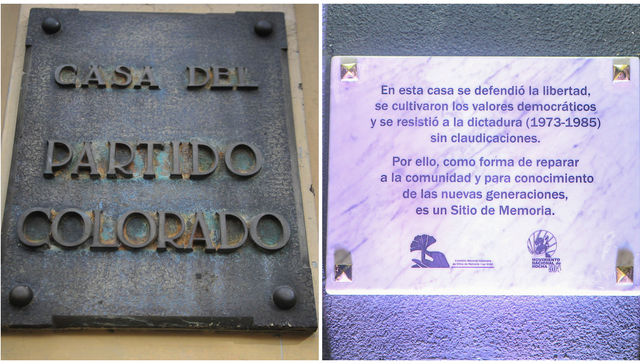 CASA DEL
PARTIDO
COLORADO
En esta casa se defendió la libertad,
se cultivaron los valores democráticos
y se resistió a la dictadura (1973-1985)
sin claudicaciones.
Por ello, como forma de reparar
a la comunidad y para conocimiento
de las nuevas generaciones,
es un Sitio de Memoria.
MOVIMIENTO
NACIONAL de
ROCHA